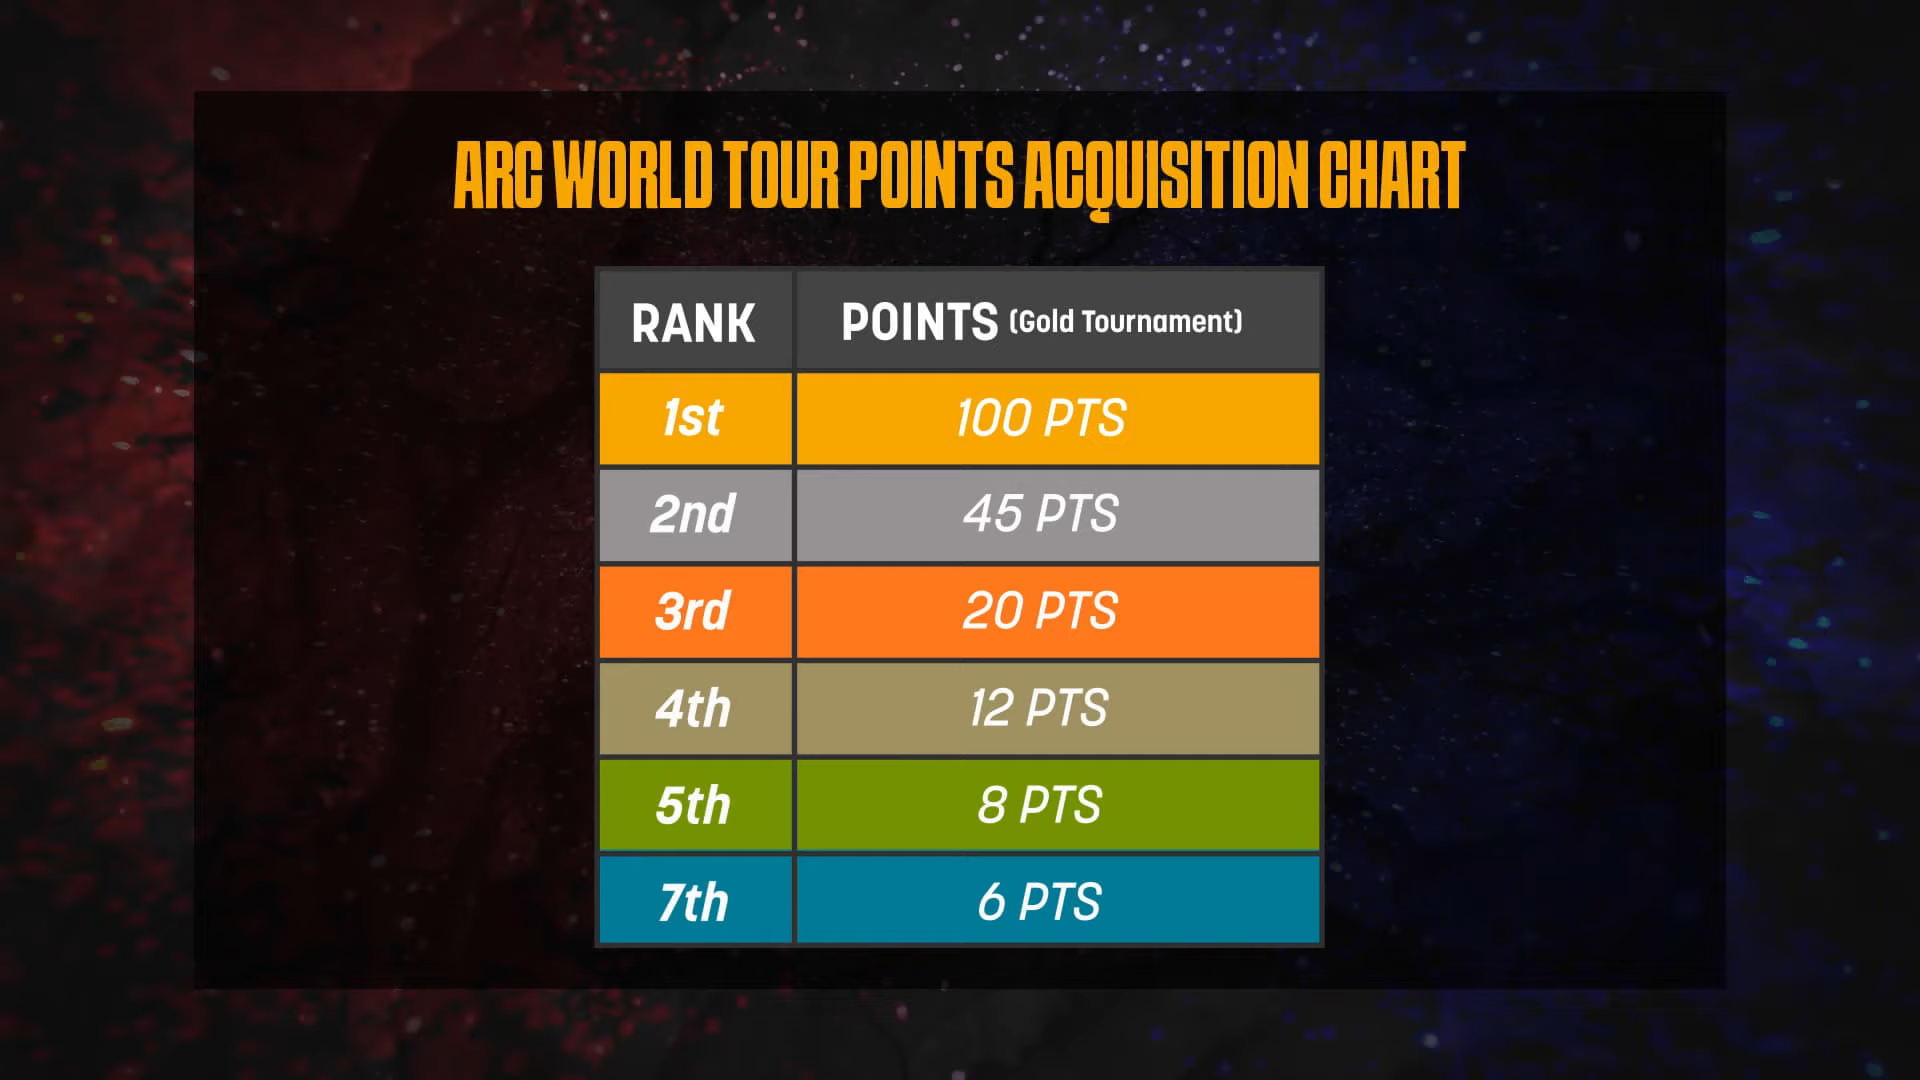 ARC WORLD TOUR POINTS ACQUISITION CHART
RANK POINTS (Gold Tournament)
1st 100 PTS
2nd 45 PTS
3rd 20 PTS
4th 12 PTS
5th 8 PTS
7th 6 PTS